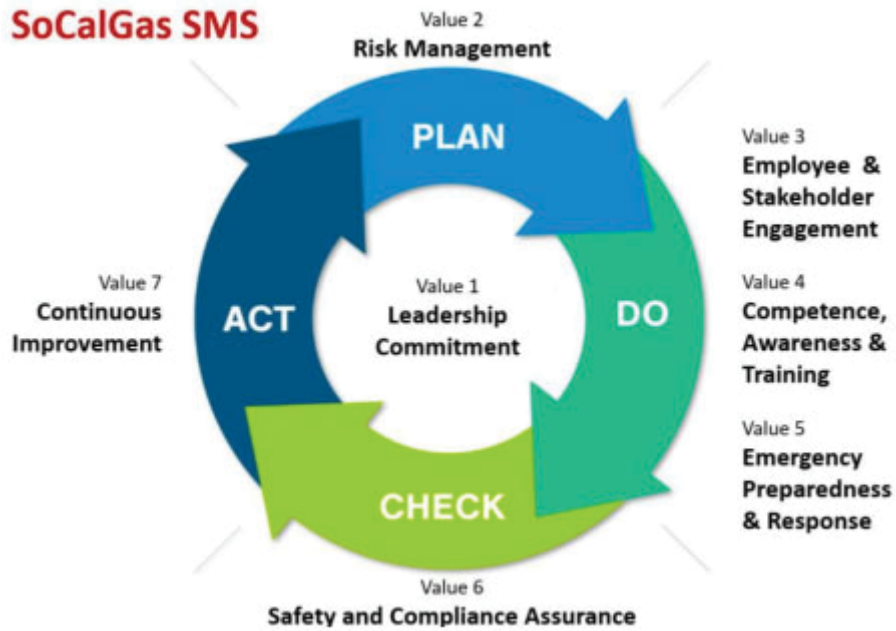 SoCalGas SMS
Value 2
Risk Management
PLAN
Value 3
Employee &
Stakeholder
Engagement
Value 7
Continuous
Improvement
ACT
Value 1
Leadership
Commitment
DO
Value 4
Competence,
Awareness &
Training
Value 5
Emergency
Preparedness
& Response
CHECK
Value 6
Safety and Compliance Assurance